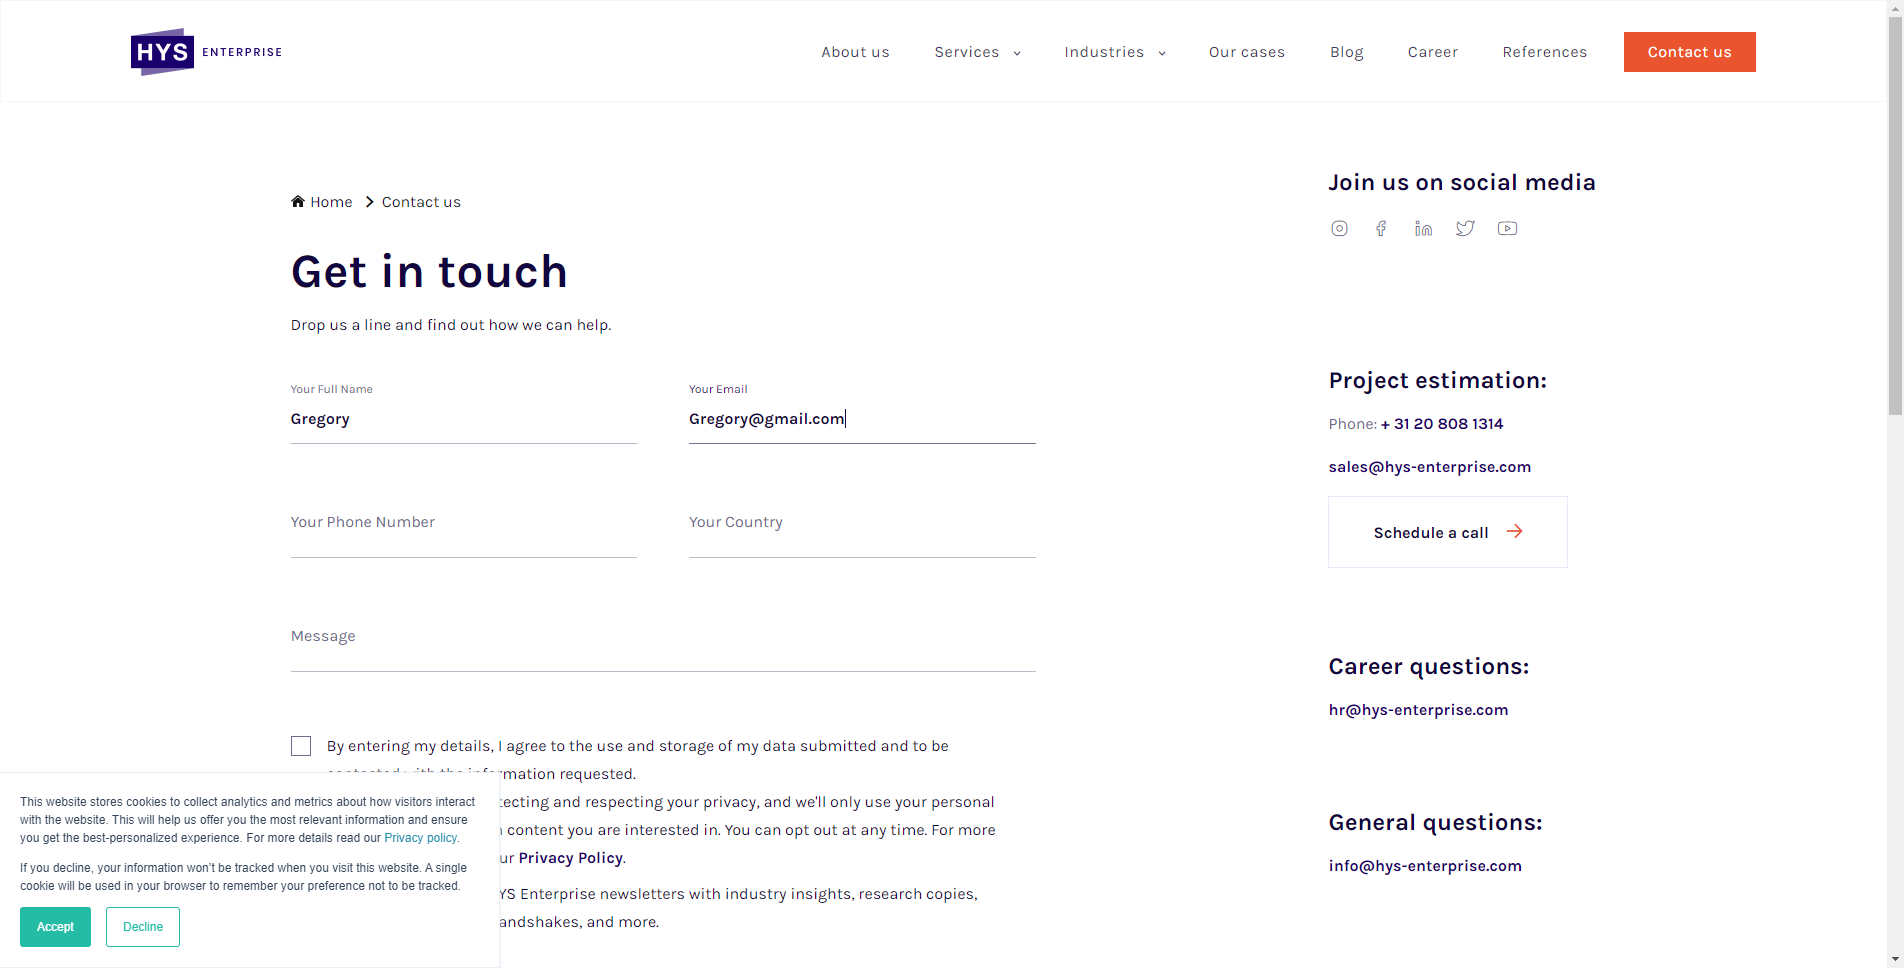 HYS ENTERPRISE
About us Services Industries Our cases Blog Career References Contact us
Home Contact us
Get in touch
Drop us a line and find out how we can help.
Your Full Name Your Email
Gregory Gregory@gmail.com
Your Phone Number Your Country
Message
By entering my details, I agree to the use and storage of my data submitted and to be
information requested.
tecting and respecting your privacy, and we'll only use your personal
content you are interested in. You can opt out at any time. For more
ur Privacy Policy.
YS Enterprise newsletters with industry insights, research copies,
andshakes, and more.
This website stores cookies to collect analytics and metrics about how visitors interact
with the website. This will help us offer you the most relevant information and ensure
you get the best-personalized experience. For more details read our Privacy policy.
If you decline, your information won't be tracked when you visit this website. A single
cookie will be used in your browser to remember your preference not to be tracked.
Accept Decline
Join us on social media
Project estimation:
Phone: + 31 20 808 1314
sales@hys-enterprise.com
Schedule a call
Career questions:
hr@hys-enterprise.com
General questions:
info@hys-enterprise.com